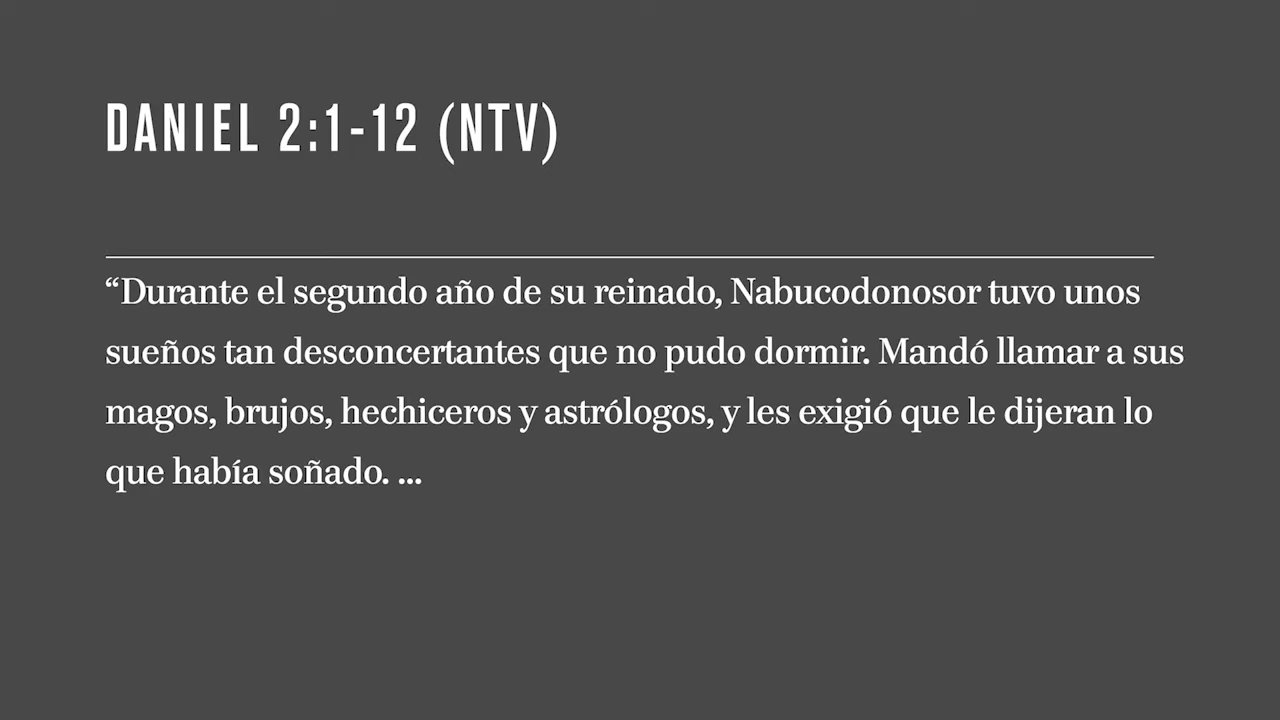 DANIEL 2:1-12 (NTV)
“Durante el segundo año de su reinado, Nabucodonosor tuvo unos
sueños tan desconcertantes que no pudo dormir. Mandó llamar a sus
magos, brujos, hechiceros y astrólogos, y les exigió que le dijeran lo
que había soñado. ...